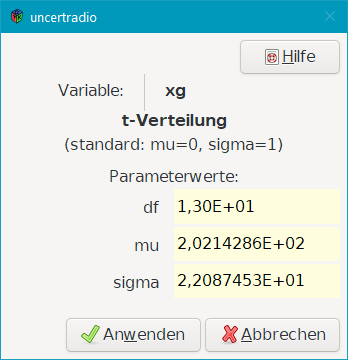 uncertradio
Hilfe
Variable: xg
t-Verteilung
(standard: mu=0, sigma=1)
Parameterwerte:
df 1,30E+01
mu 2,0214286E+02
sigma 2,2087453E+01
Anwenden Abbrechen